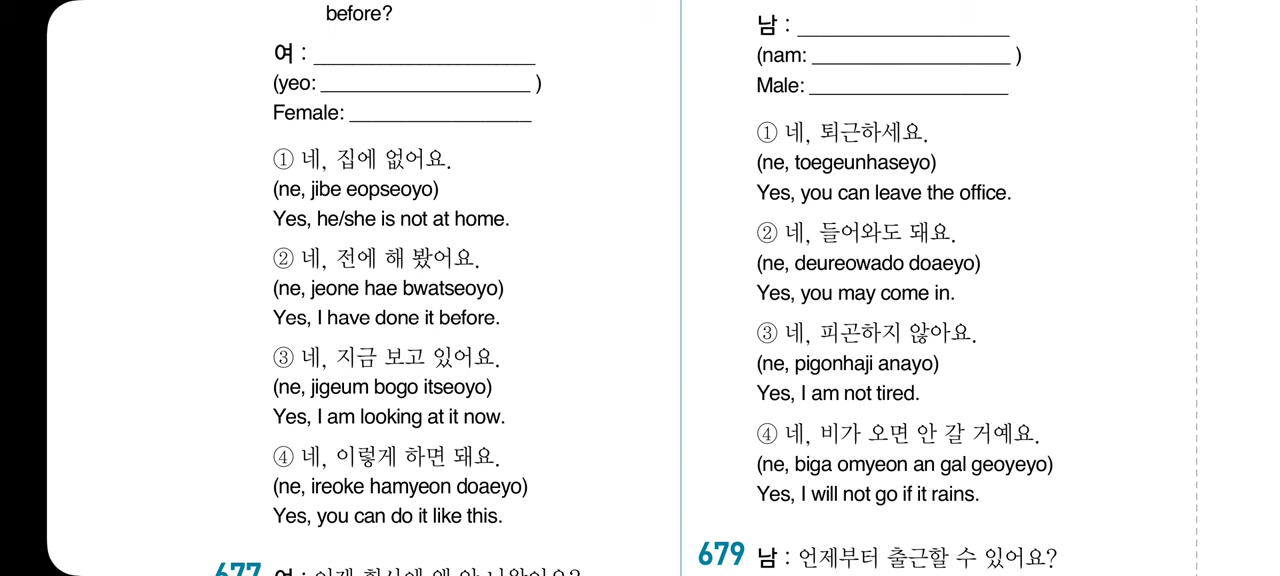 before?
여 : ____________________
(yeo: ____________________ )
Female: ____________________
① 네, 집에 없어요.
(ne, jibe eopseoyo)
Yes, he/she is not at home.
② 네, 전에 해 봤어요.
(ne, jeone hae bwatseoyo)
Yes, I have done it before.
③ 네, 지금 보고 있어요.
(ne, jigeum bogo itseoyo)
Yes, I am looking at it now.
④ 네, 이렇게 하면 돼요.
(ne, ireoke hamyeon doaeyo)
Yes, you can do it like this.
남 : ____________________
(nam: ____________________ )
Male: ____________________
① 네, 퇴근하세요.
(ne, toegeunhaseyo)
Yes, you can leave the office.
② 네, 들어와도 돼요.
(ne, deureowado doaeyo)
Yes, you may come in.
③ 네, 피곤하지 않아요.
(ne, pigonhaji anayo)
Yes, I am not tired.
④ 네, 비가 오면 안 갈 거예요.
(ne, biga omyeon an gal geoyeyo)
Yes, I will not go if it rains.
679 남 : 언제부터 출근할 수 있어요?